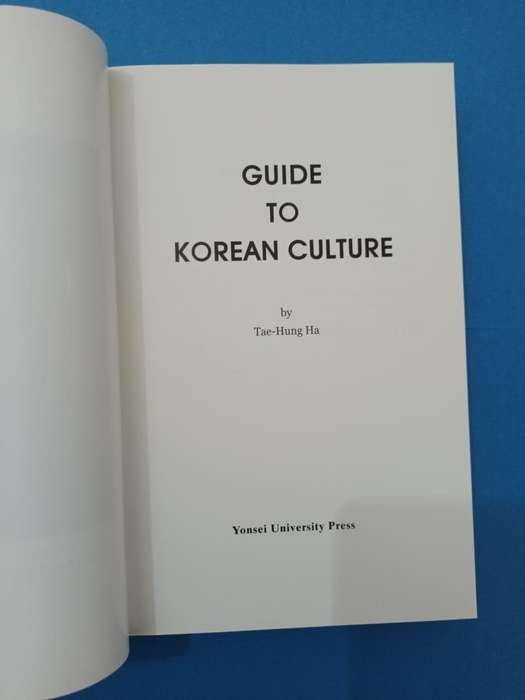 GUIDE
TO
KOREAN CULTURE
by
Tae-Hung Ha
Yonsei University Press